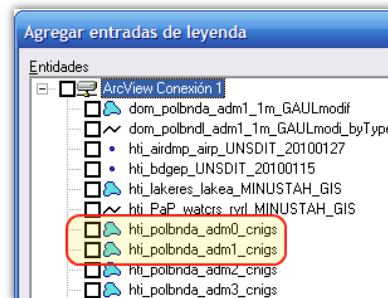 Agregar entradas de leyenda
Entidades
ArcView Conexión 1
dom_polbnda_adm1_1m_GAULmodif
dom_polbndl_adm1_1m_GAULmodi_byType
hti_airdmp_airp_UNSDIT_20100127
hti_bdgep_UNSDIT_20100115
hti_lakeres_lakea_MINUSTAH_GIS
hti_PaP_watcrs_rvrl_MINUSTAH_GIS
hti_polbnda_adm0_cnigs
hti_polbnda_adm1_cnigs
hti_polbnda_adm2_cnigs
hti_polbnda_adm3_cnigs